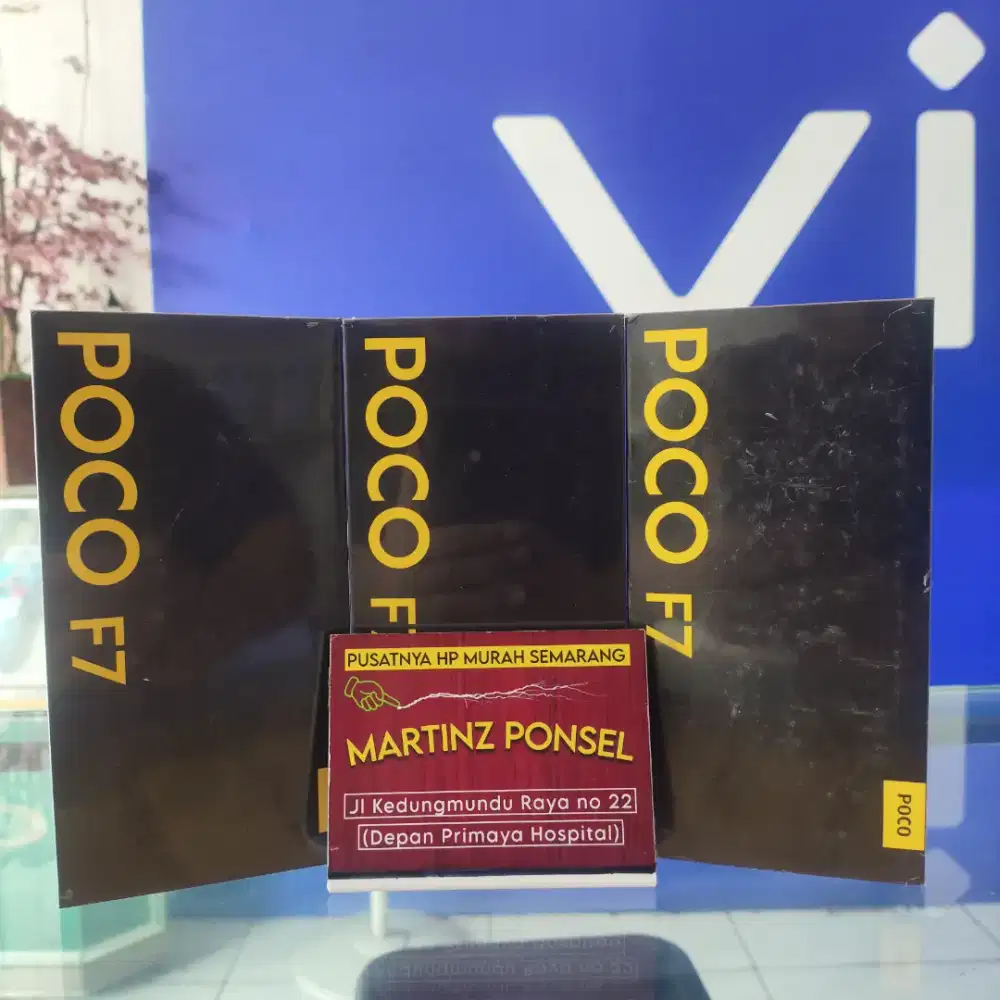 vi
POCO F7
POCO F7
POCO F7
POCO
PUSATNYA HP MURAH SEMARANG
MARTINZ PONSEL
Jl Kedungmundu Raya no 22
(Depan Primaya Hospital)